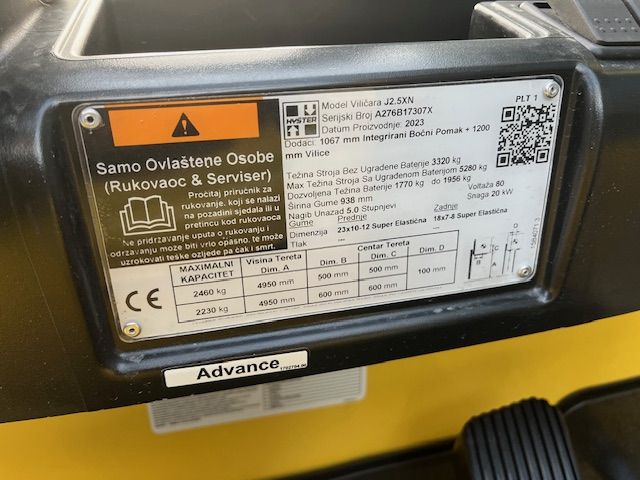 HYSTER
Model Viličara J2.5XN
Serijski Broj A276B17307X
Datum Proizvodnje: 2023
PLT 1
Dodaci: 1067 mm Integrirani Bočni Pomak + 1200
mm Vilice
Samo Ovlaštene Osobe
(Rukovaoc & Serviser)
Pročitaj priručnik za
rukovanje. koji se nalazi
na pozadini sjedala ili u
pretincu kod rukovaoca
Ne pridrzavanje uputa o rukovanju i
odrzavanju može biti vrlo opasno. te može
uzrokovati teške ozljede pa čak i smrt.
Težina Stroja Bez Ugrađene Baterije 3320 kg
Max Težina Stroja Sa Ugrađenom Baterijom 5280 kg
Dozvoljena Težina Baterije 1770 kg do 1956 kg
Širina Gume 938 mm
Voltaža 80
Nagib Unazad 5.0 Stupnjevi
Snaga 20 kW
Prednje Zadnje
Dimenzija 23x10-12 Super Elastična 18x7-8 Super Elastična
Tlak --- ---
MAXIMALNI KAPACITET Visina Tereta Dim. A Centar Tereta Dim. B Dim. C Dim. D
2460 kg 4950 mm 500 mm 500 mm 100 mm
2230 kg 4950 mm 600 mm 600 mm
CE
A B C D
Advance